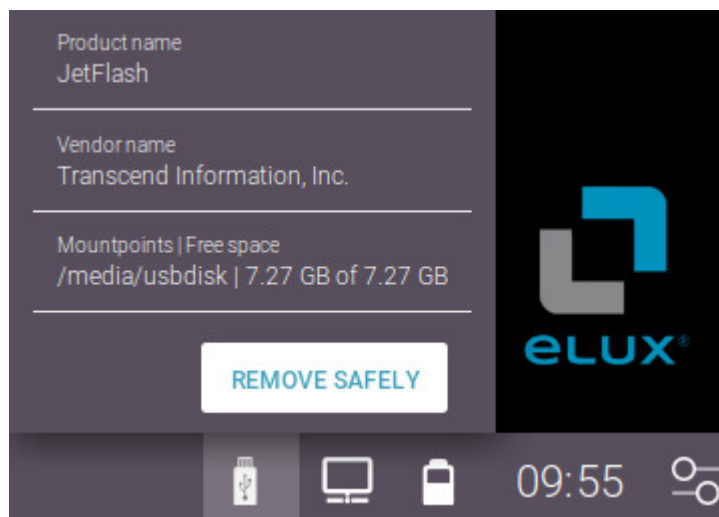 Product name
JetFlash
Vendor name
Transcend Information, Inc.
Mountpoints | Free space
/media/usbdisk | 7.27 GB of 7.27 GB
REMOVE SAFELY
eLUX®
09:55